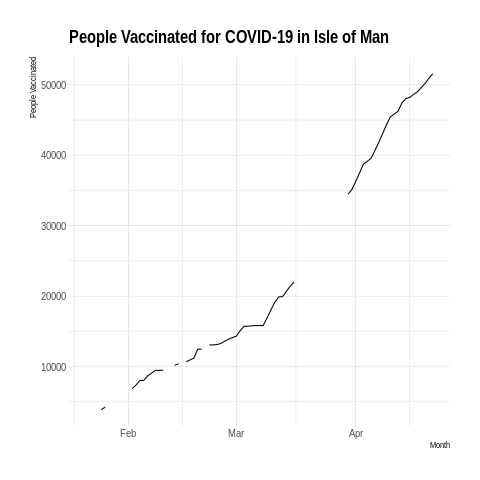 People Vaccinated for COVID-19 in Isle of Man
People Vaccinated
50000
40000
30000
20000
10000
Feb Mar Apr
Month